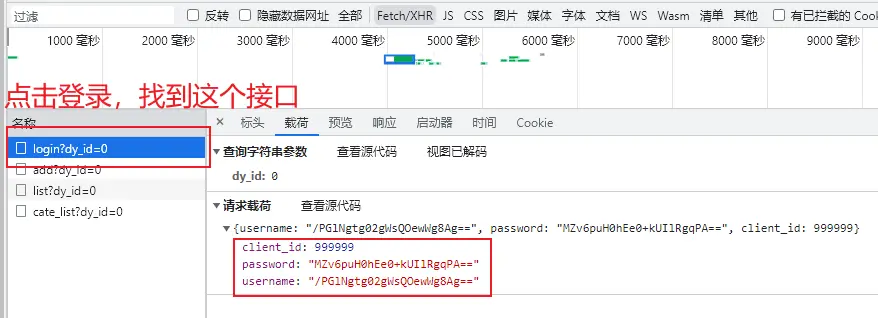 过滤 反转 隐藏数据网址 全部 Fetch/XHR JS CSS 图片 媒体 字体 文档 WS Wasm 清单 其他 有已拦截的 Cook
1000 毫秒 2000 毫秒 3000 毫秒 4000 毫秒 5000 毫秒 6000 毫秒 7000 毫秒 8000 毫秒 9000 毫秒
点击登录，找到这个接口
名称 × 标头 载荷 预览 响应 启动器 时间 Cookie
login?dy_id=0
add?dy_id=0
list?dy_id=0
cate_list?dy_id=0
▼查询字符串参数 查看源代码 视图已解码
dy_id: 0
▼请求载荷 查看源代码
▼{username: "/PGlNgtg02gWsQOewWg8Ag==", password: "MZv6puH0hEe0+kUIlRgqPA==", client_id: 999999}
client_id: 999999
password: "MZv6puH0hEe0+kUIlRgqPA=="
username: "/PGlNgtg02gWsQOewWg8Ag=="